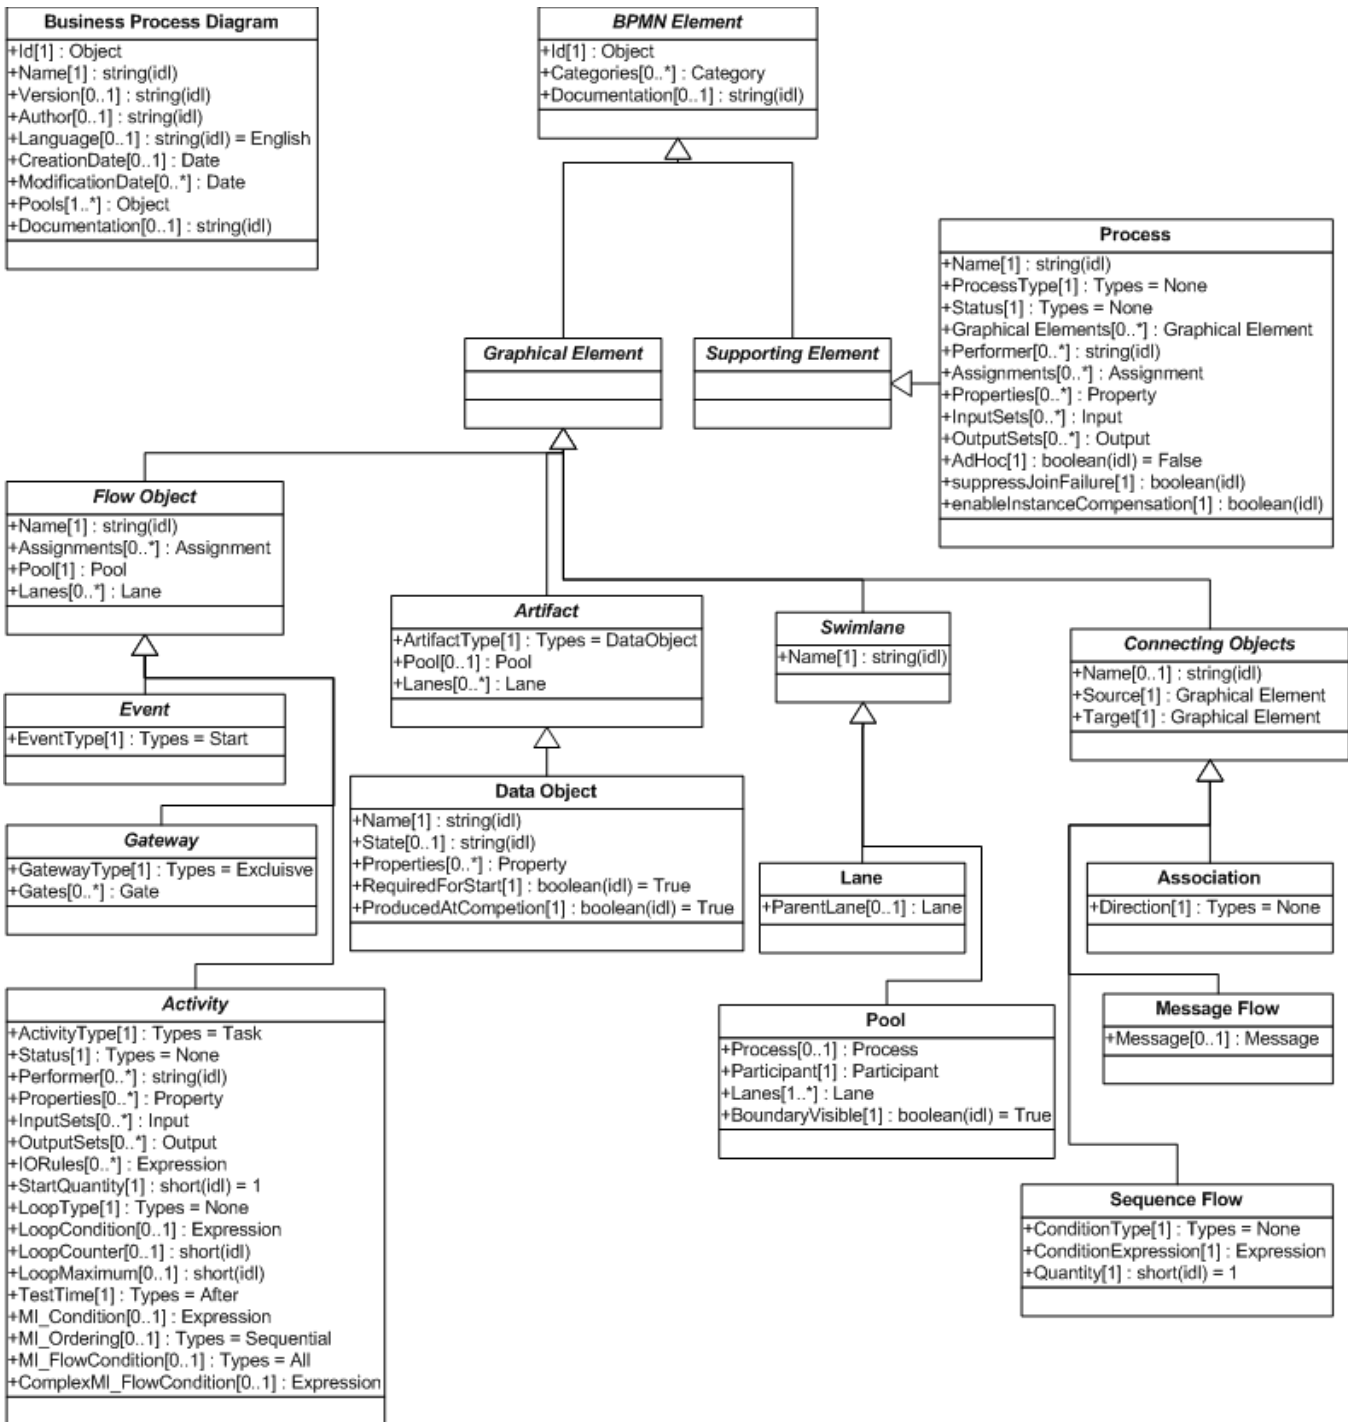 Business Process Diagram
+Id[1] : Object
+Name[1] : string(idl)
+Version[0..1] : string(idl)
+Author[0..1] : string(idl)
+Language[0..1] : string(idl) = English
+CreationDate[0..1] : Date
+ModificationDate[0..*] : Date
+Pools[1..*] : Object
+Documentation[0..1] : string(idl)
BPMN Element
+Id[1] : Object
+Categories[0..*] : Category
+Documentation[0..1] : string(idl)
Process
+Name[1] : string(idl)
+ProcessType[1] : Types = None
+Status[1] : Types = None
+Graphical Elements[0..*] : Graphical Element
+Performer[0..*] : string(idl)
+Assignments[0..*] : Assignment
+Properties[0..*] : Property
+InputSets[0..*] : Input
+OutputSets[0..*] : Output
+AdHoc[1] : boolean(idl) = False
+suppressJoinFailure[1] : boolean(idl)
+enableInstanceCompensation[1] : boolean(idl)
Graphical Element
Supporting Element
Flow Object
+Name[1] : string(idl)
+Assignments[0..*] : Assignment
+Pool[1] : Pool
+Lanes[0..*] : Lane
Artifact
+ArtifactType[1] : Types = DataObject
+Pool[0..1] : Pool
+Lanes[0..*] : Lane
Swimlane
+Name[1] : string(idl)
Connecting Objects
+Name[0..1] : string(idl)
+Source[1] : Graphical Element
+Target[1] : Graphical Element
Event
+EventType[1] : Types = Start
Data Object
+Name[1] : string(idl)
+State[0..1] : string(idl)
+Properties[0..*] : Property
+RequiredForStart[1] : boolean(idl) = True
+ProducedAtCompetion[1] : boolean(idl) = True
Gateway
+GatewayType[1] : Types = Excluisve
+Gates[0..*] : Gate
Lane
+ParentLane[0..1] : Lane
Association
+Direction[1] : Types = None
Activity
+ActivityType[1] : Types = Task
+Status[1] : Types = None
+Performer[0..*] : string(idl)
+Properties[0..*] : Property
+InputSets[0..*] : Input
+OutputSets[0..*] : Output
+IORules[0..*] : Expression
+StartQuantity[1] : short(idl) = 1
+LoopType[1] : Types = None
+LoopCondition[0..1] : Expression
+LoopCounter[0..1] : short(idl)
+LoopMaximum[0..1] : short(idl)
+TestTime[1] : Types = After
+MI_Condition[0..1] : Expression
+MI_Ordering[0..1] : Types = Sequential
+MI_FlowCondition[0..1] : Types = All
+ComplexMI_FlowCondition[0..1] : Expression
Pool
+Process[0..1] : Process
+Participant[1] : Participant
+Lanes[1..*] : Lane
+BoundaryVisible[1] : boolean(idl) = True
Message Flow
+Message[0..1] : Message
Sequence Flow
+ConditionType[1] : Types = None
+ConditionExpression[1] : Expression
+Quantity[1] : short(idl) = 1